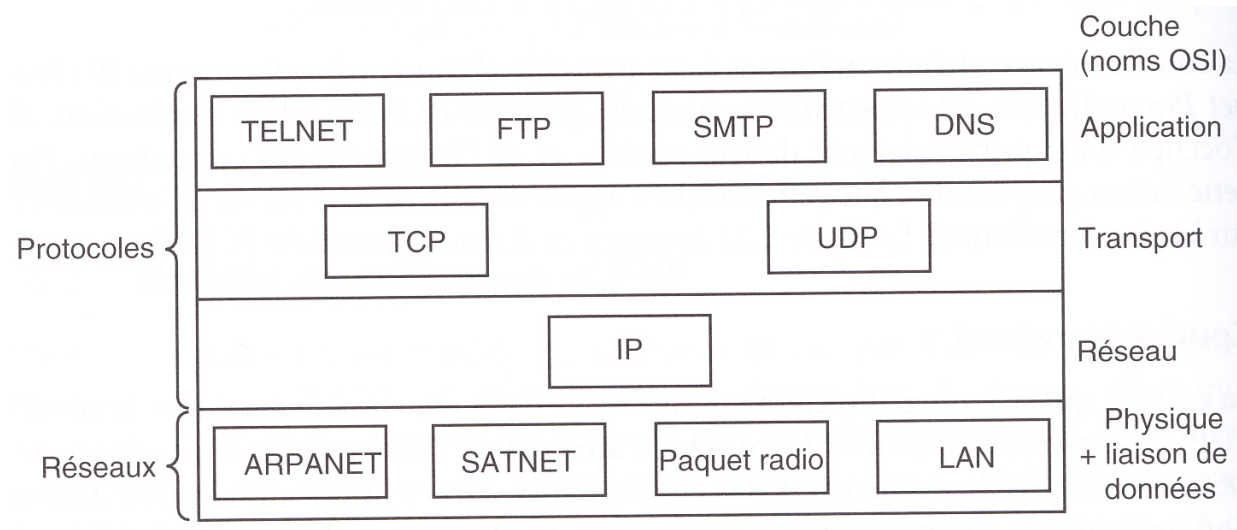 Couche
(noms OSI)
TELNET FTP SMTP DNS Application
Protocoles TCP UDP Transport
IP Réseau
Réseaux ARPANET SATNET Paquet radio LAN Physique
+ liaison de
données